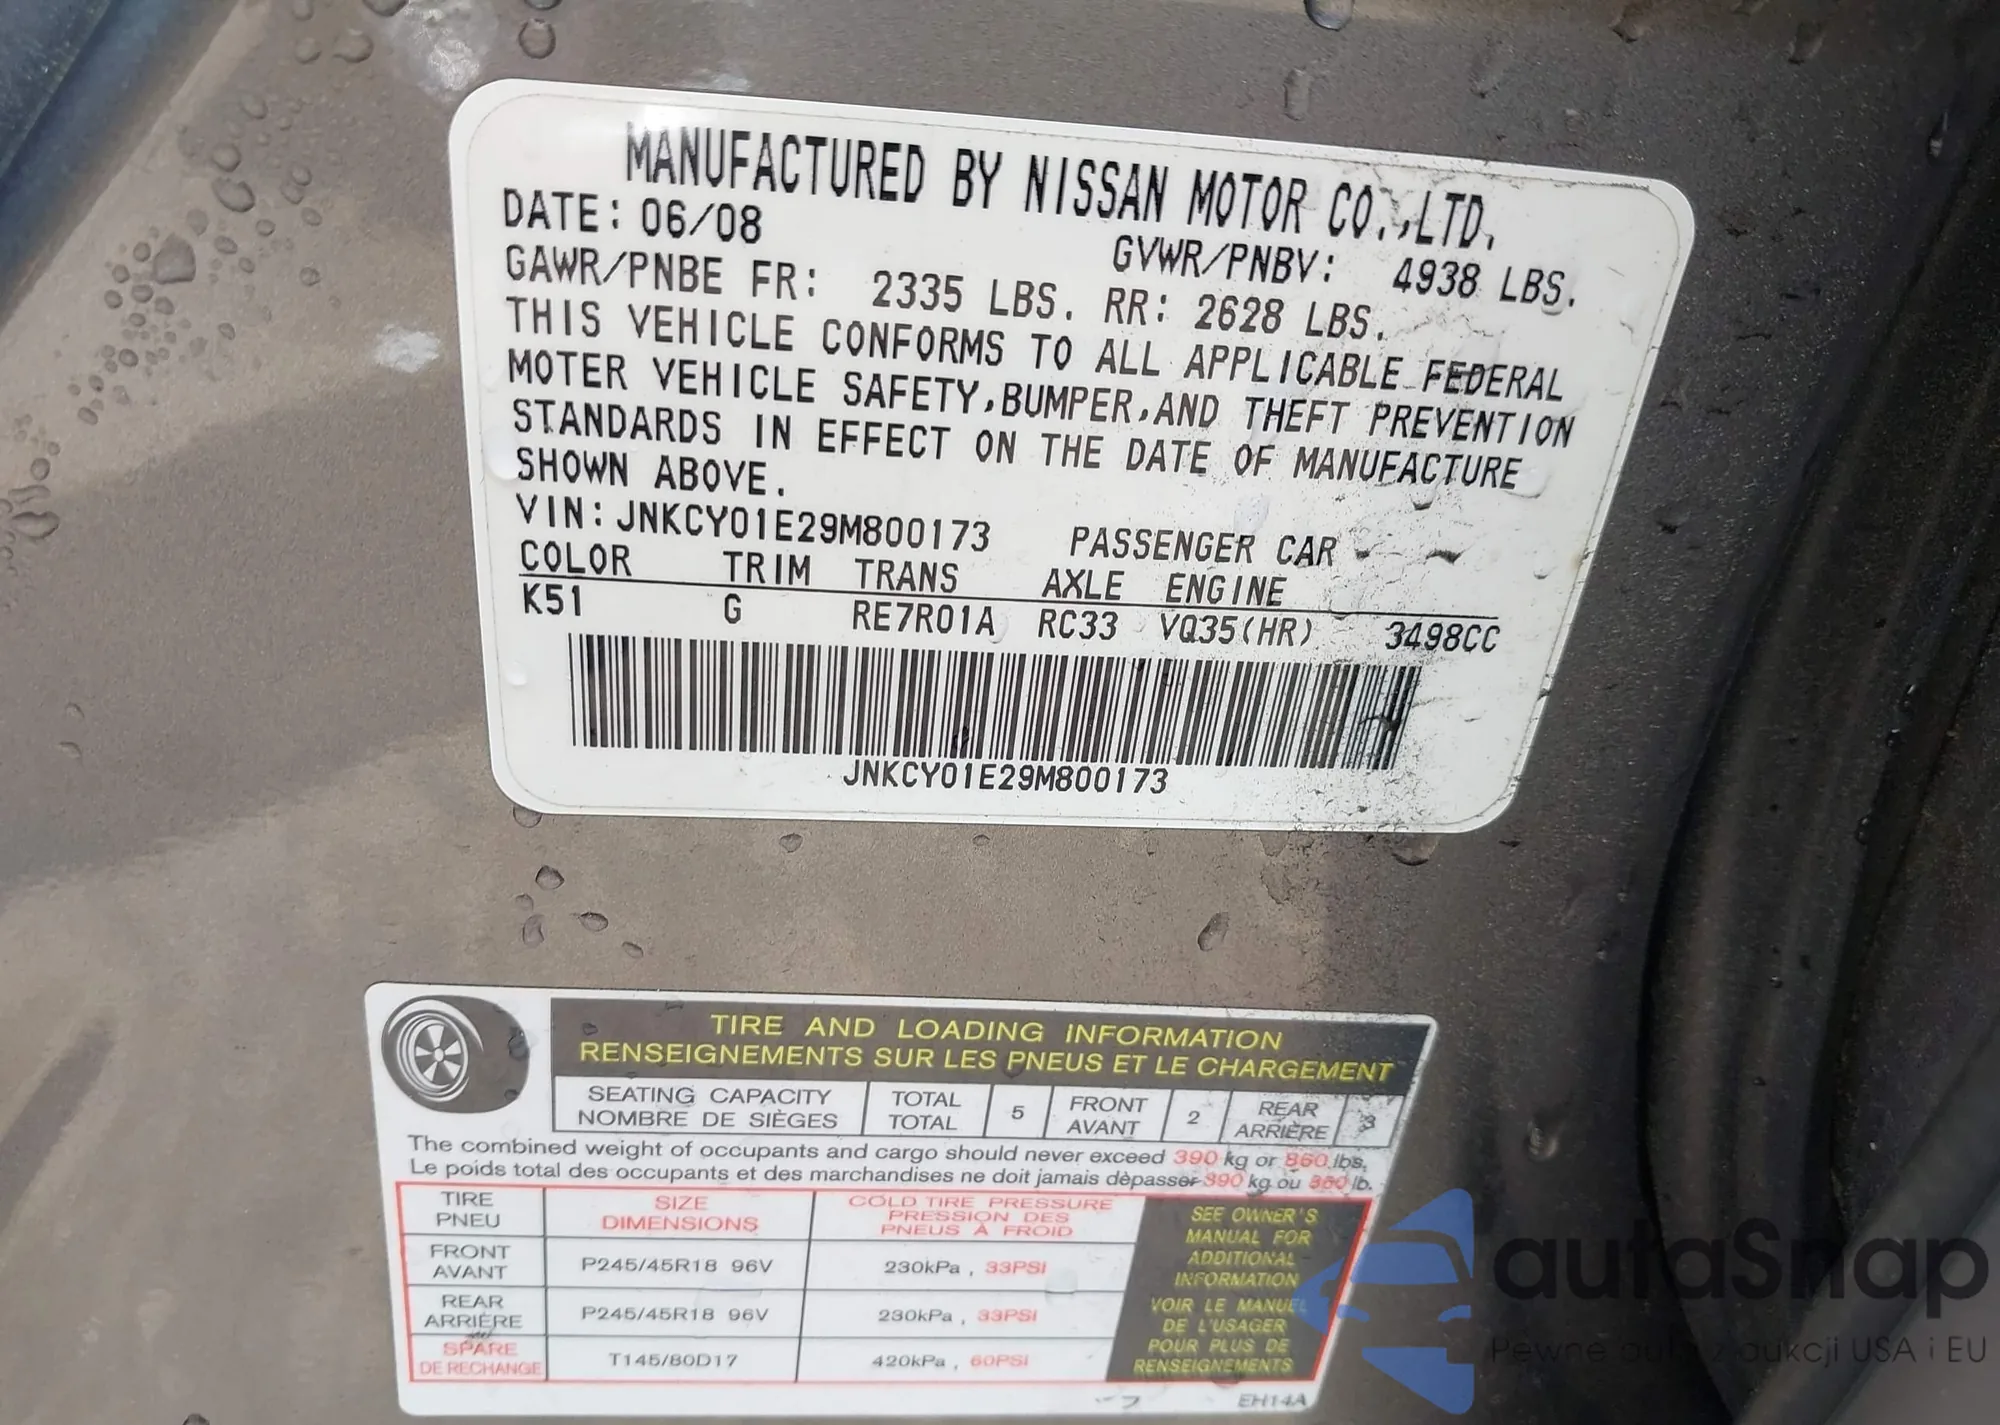 MANUFACTURED BY NISSAN MOTOR CO.,LTD.
DATE: 06/08 GVWR/PNBV: 4938 LBS.
GAWR/PNBE FR: 2335 LBS. RR: 2628 LBS.
THIS VEHICLE CONFORMS TO ALL APPLICABLE FEDERAL
MOTER VEHICLE SAFETY,BUMPER,AND THEFT PREVENTION
STANDARDS IN EFFECT ON THE DATE OF MANUFACTURE
SHOWN ABOVE.
VIN: JNKCY01E29M800173 PASSENGER CAR
COLOR TRIM TRANS AXLE ENGINE
K51 G RE7R01A RC33 VQ35(HR) 3498CC
JNKCY01E29M800173
TIRE AND LOADING INFORMATION
RENSEIGNEMENTS SUR LES PNEUS ET LE CHARGEMENT
SEATING CAPACITY TOTAL 5 FRONT 2 REAR 3
NOMBRE DE SIÈGES TOTAL AVANT ARRIÈRE
The combined weight of occupants and cargo should never exceed 390 kg or 860 lbs.
Le poids total des occupants et des marchandises ne doit jamais dèpasser 390 kg ou 860 lb.
TIRE SIZE COLD TIRE PRESSURE
PNEU DIMENSIONS PRESSION DES
PNEUS À FROID
FRONT
AVANT P245/45R18 96V 230kPa , 33PSI
REAR
ARRIÈRE P245/45R18 96V 230kPa , 33PSI
SPARE
DE RECHANGE T145/80D17 420kPa , 60PSI
SEE OWNER'S
MANUAL FOR
ADDITIONAL
INFORMATION
VOIR LE MANUEL
DE L'USAGER
POUR PLUS DE
RENSEIGNEMENTS
EH14A
autaSnap
Pewne auta z aukcji USA i EU